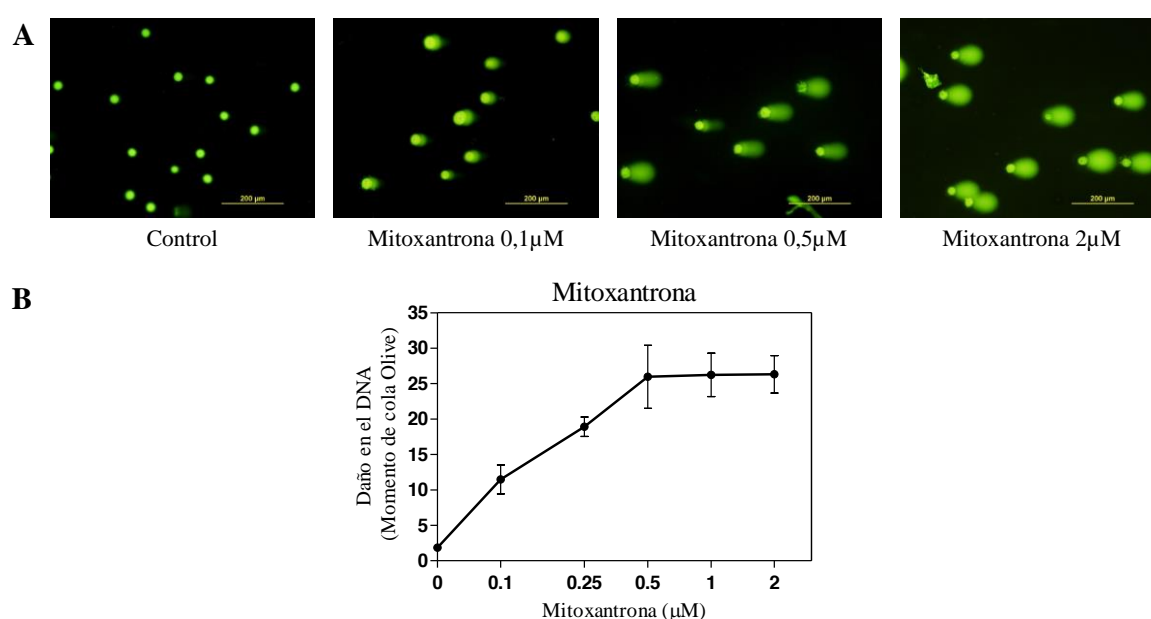 A
200 µm
200 µm
200 µm
200 µm
Control
Mitoxantrona 0,1µM
Mitoxantrona 0,5µM
Mitoxantrona 2µM
B
Mitoxantrona
Daño en el DNA
(Momento de cola Olive)
35
30
25
20
15
10
5
0
0 0.1 0.25 0.5 1 2
Mitoxantrona (µM)